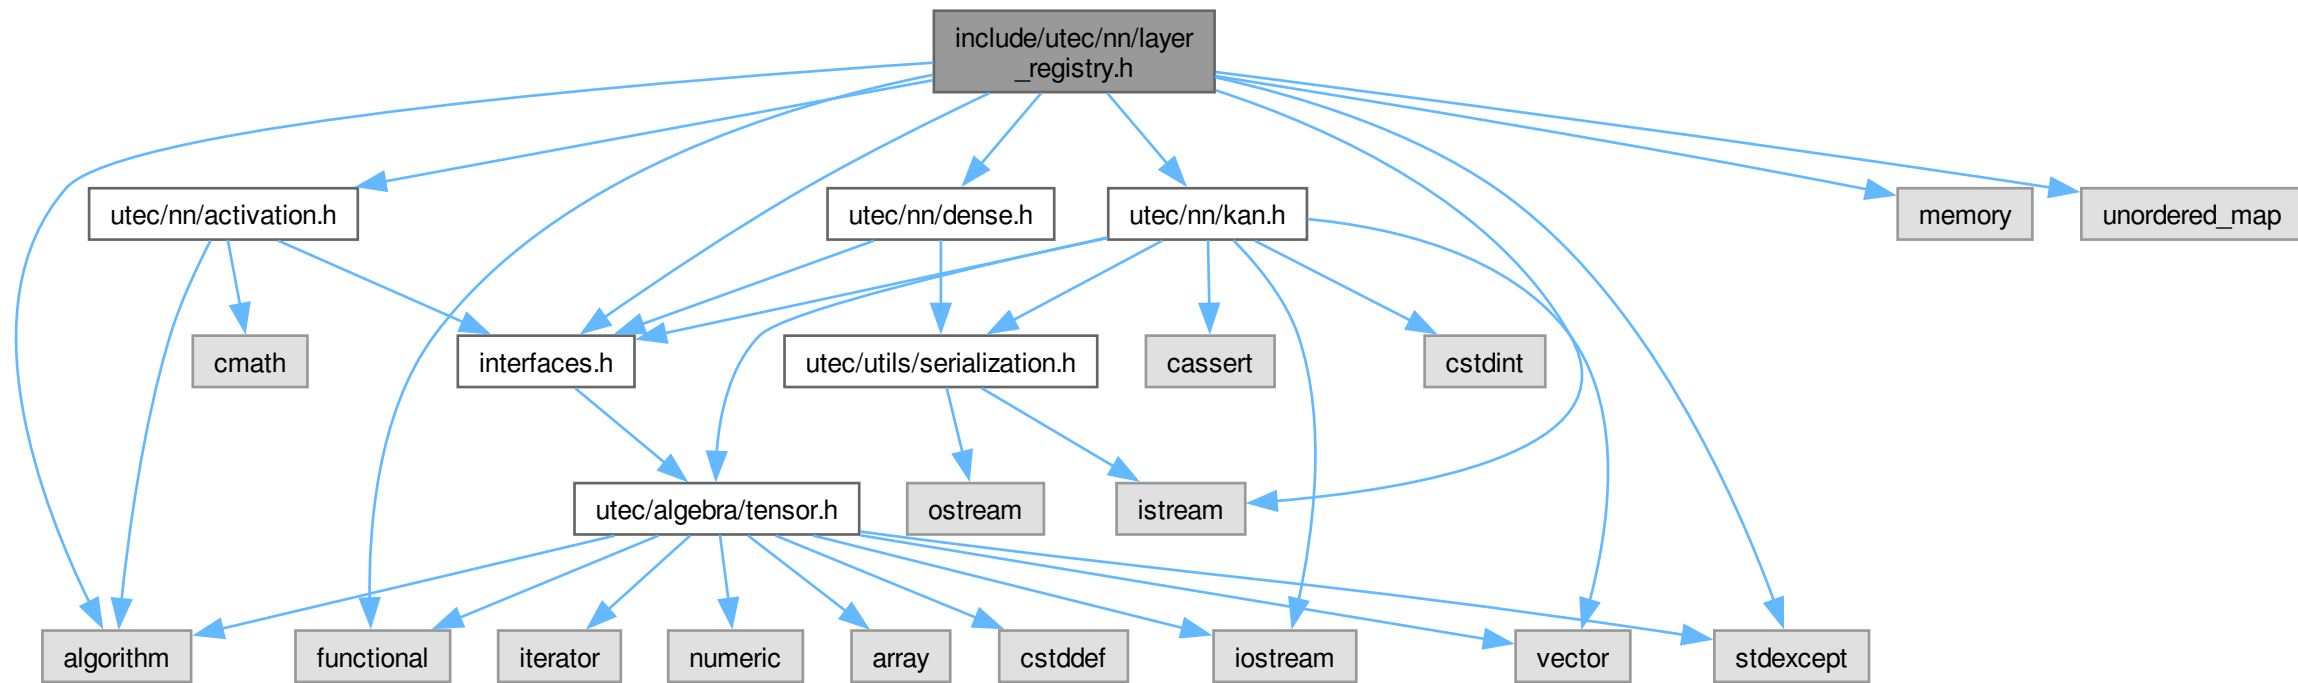 include/utec/nn/layer
_registry.h
utec/nn/activation.h
utec/nn/dense.h
utec/nn/kan.h
memory
unordered_map
cmath
interfaces.h
utec/utils/serialization.h
cassert
cstdint
utec/algebra/tensor.h
ostream
istream
algorithm
functional
iterator
numeric
array
cstddef
iostream
vector
stdexcept